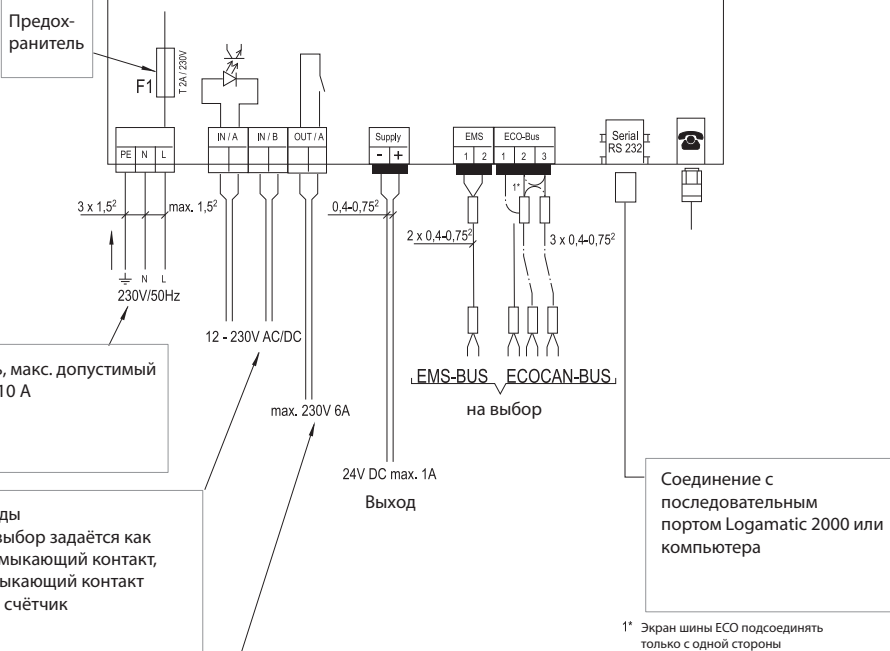 Предох-
ранитель
F1
T 2A / 230V
IN / A
IN / B
OUT / A
Supply
EMS
ECO-Bus
Serial
RS 232
PE N L
- +
1 2
1 2 3
1*
3 x 1,5²
max. 1,5²
0,4-0,75²
2 x 0,4-0,75²
3 x 0,4-0,75²
N L
230V/50Hz
12 - 230V AC/DC
EMS-BUS
ECOCAN-BUS
на выбор
макс. допустимый
10 A
max. 230V 6A
24V DC max. 1A
Выход
выбор задаётся как
контакт,
контакт
счётчик
Соединение с
последовательным
портом Logamatic 2000 или
компьютера
1* Экран шины ECO подсоединять
только с одной стороны